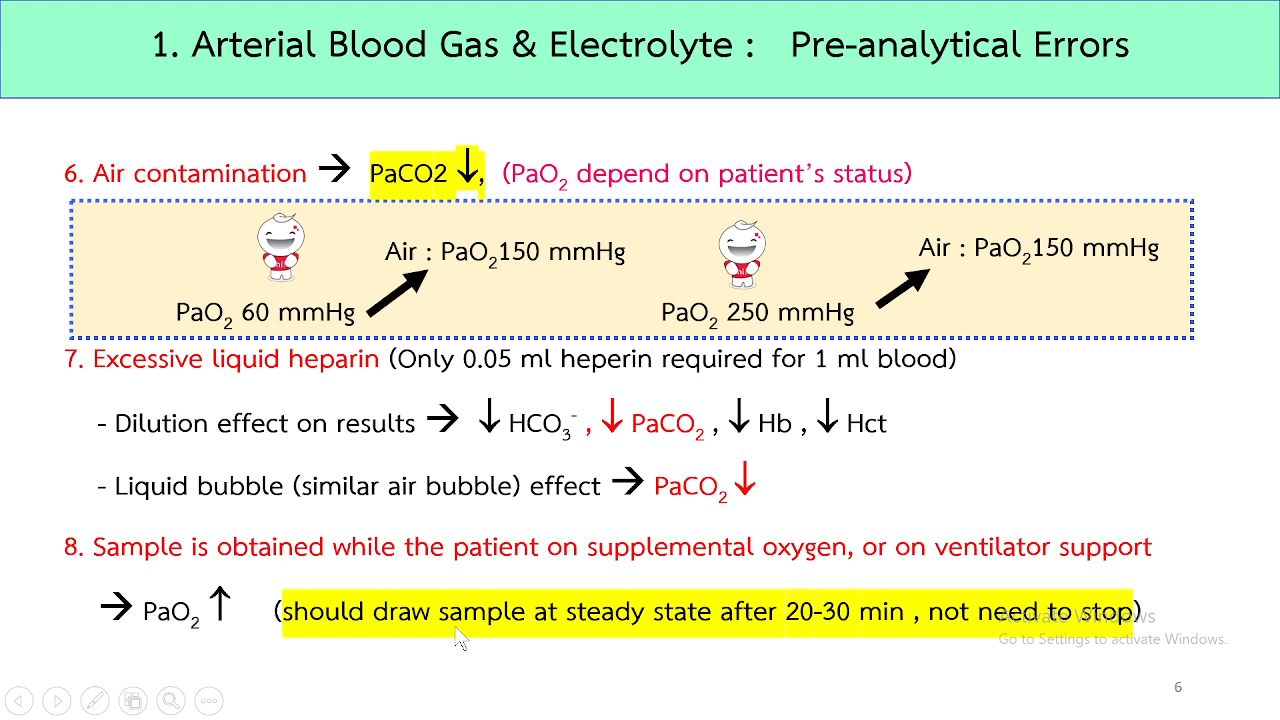 1. Arterial Blood Gas & Electrolyte : Pre-analytical Errors
6. Air contamination → PaCO2 ↓, (PaO₂ depend on patient's status)
Air : PaO₂150 mmHg
PaO₂ 60 mmHg
Air : PaO₂150 mmHg
PaO₂ 250 mmHg
7. Excessive liquid heparin (Only 0.05 ml heperin required for 1 ml blood)
- Dilution effect on results → ↓ HCO₃⁻ , ↓ PaCO₂ , ↓ Hb , ↓ Hct
- Liquid bubble (similar air bubble) effect → PaCO₂ ↓
8. Sample is obtained while the patient on supplemental oxygen, or on ventilator support
→ PaO₂ ↑ (should draw sample at steady state after 20-30 min , not need to stop)
Activate Windows
Go to Settings to activate Windows.
6